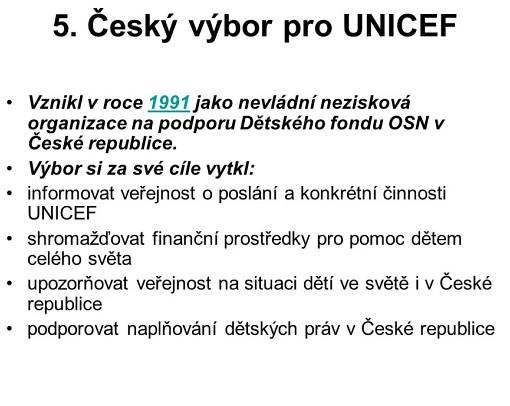 5. Český výbor pro UNICEF
• Vznikl v roce 1991 jako nevládní nezisková
organizace na podporu Dětského fondu OSN v
České republice.
• Výbor si za své cíle vytkl:
• informovat veřejnost o poslání a konkrétní činnosti
UNICEF
• shromažďovat finanční prostředky pro pomoc dětem
celého světa
• upozorňovat veřejnost na situaci dětí ve světě i v České
republice
• podporovat naplňování dětských práv v České republice